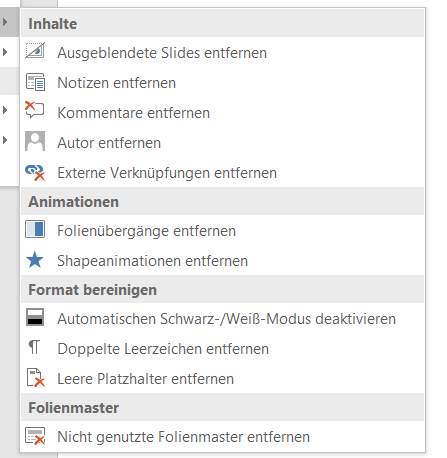 Inhalte
Ausgeblendete Slides entfernen
Notizen entfernen
Kommentare entfernen
Autor entfernen
Externe Verknüpfungen entfernen
Animationen
Folienübergänge entfernen
Shapeanimationen entfernen
Format bereinigen
Automatischen Schwarz-/Weiß-Modus deaktivieren
Doppelte Leerzeichen entfernen
Leere Platzhalter entfernen
Folienmaster
Nicht genutzte Folienmaster entfernen